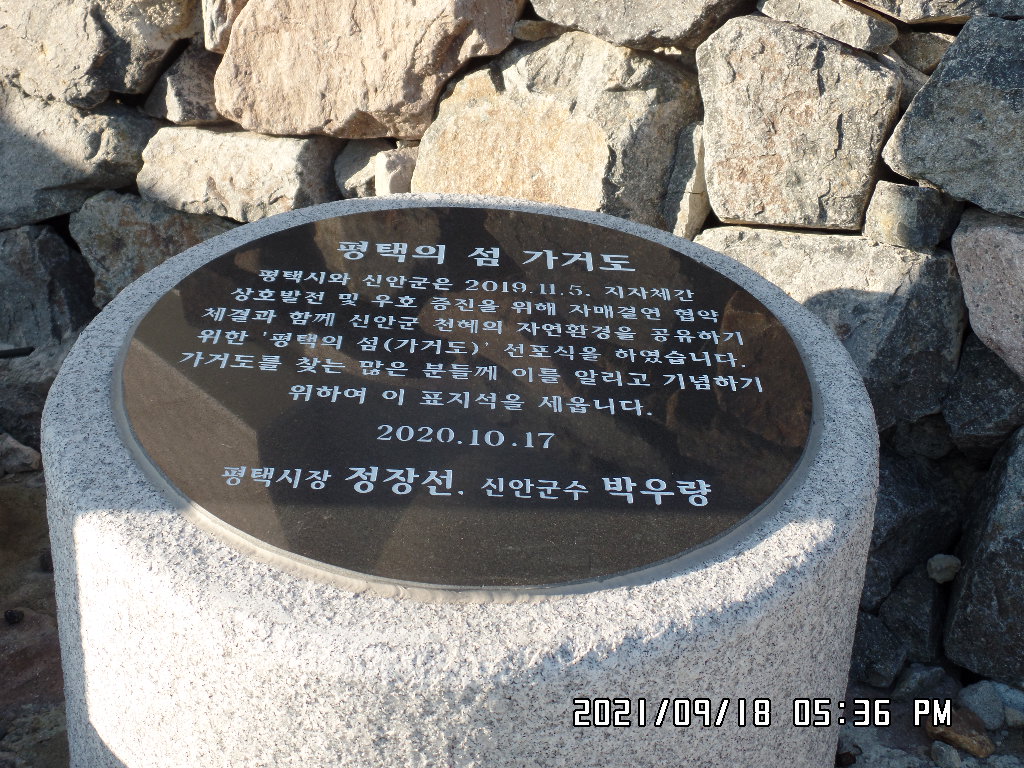 평택의 섬 가거도
평택시와 신안군은 2019.11.5. 지자체간
상호발전 및 우호 증진을 위해 자매결연 협약
체결과 함께 신안군 천혜의 자연환경을 공유하기
위한 '평택의 섬(가거도)' 선포식을 하였습니다.
가거도를 찾는 많은 분들께 이를 알리고 기념하기
위하여 이 표지석을 세웁니다.
2020.10.17
평택시장 정장선, 신안군수 박우량
2021/09/18 05:36 PM